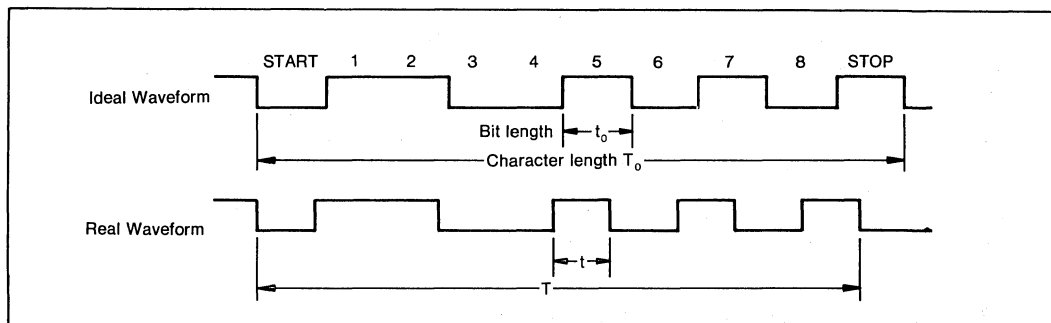 START 1 2 3 4 5 6 7 8 STOP
Ideal Waveform
Bit length t₀
Character length T₀
Real Waveform
t
T